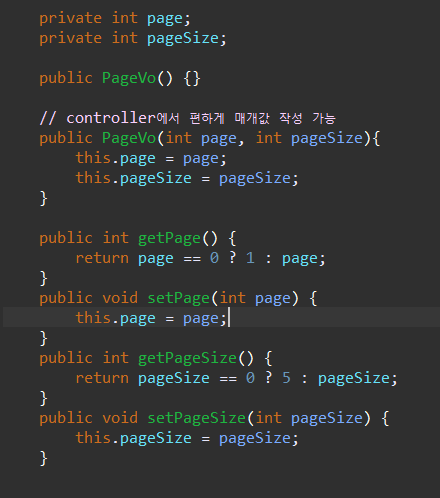 private int page;
private int pageSize;
public PageVo() {}
// controller에서 편하게 매개값 작성 가능
public PageVo(int page, int pageSize){
this.page = page;
this.pageSize = pageSize;
}
public int getPage() {
return page == 0 ? 1 : page;
}
public void setPage(int page) {
this.page = page;
}
public int getPageSize() {
return pageSize == 0 ? 5 : pageSize;
}
public void setPageSize(int pageSize) {
this.pageSize = pageSize;
}